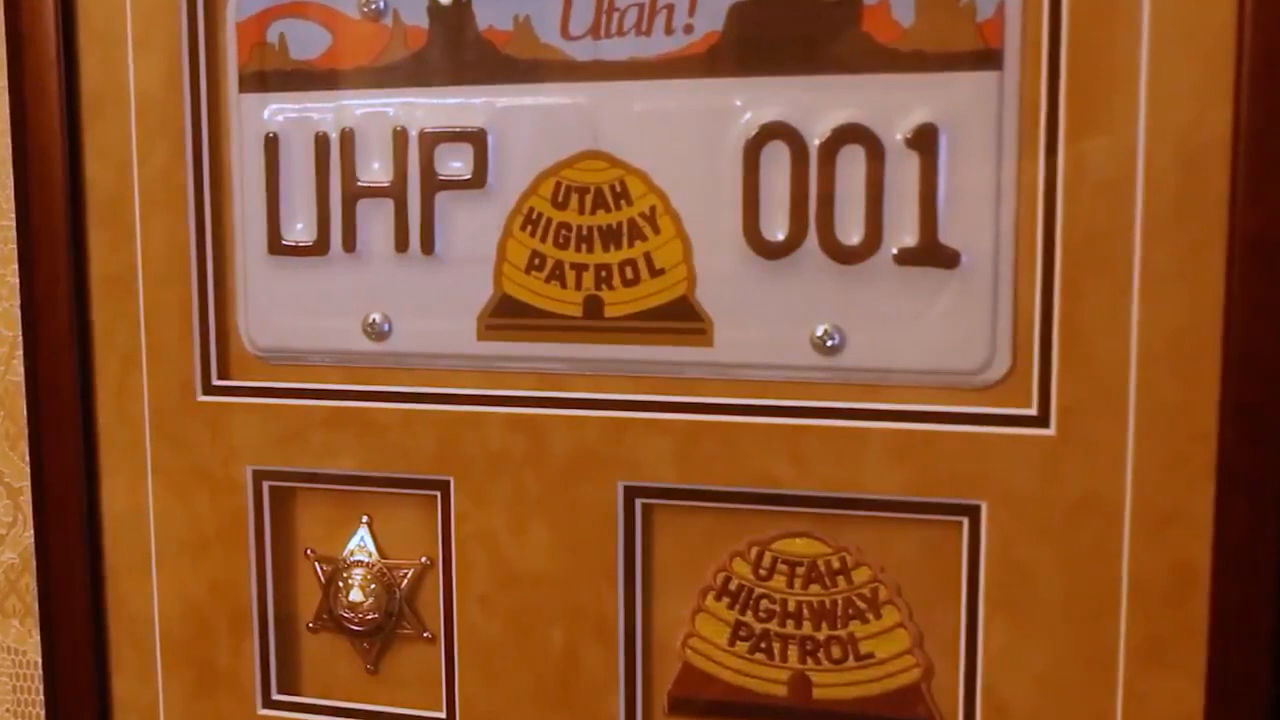 Utah!
UHP
UTAH
HIGHWAY
PATROL
001
UTAH
HIGHWAY
PATROL